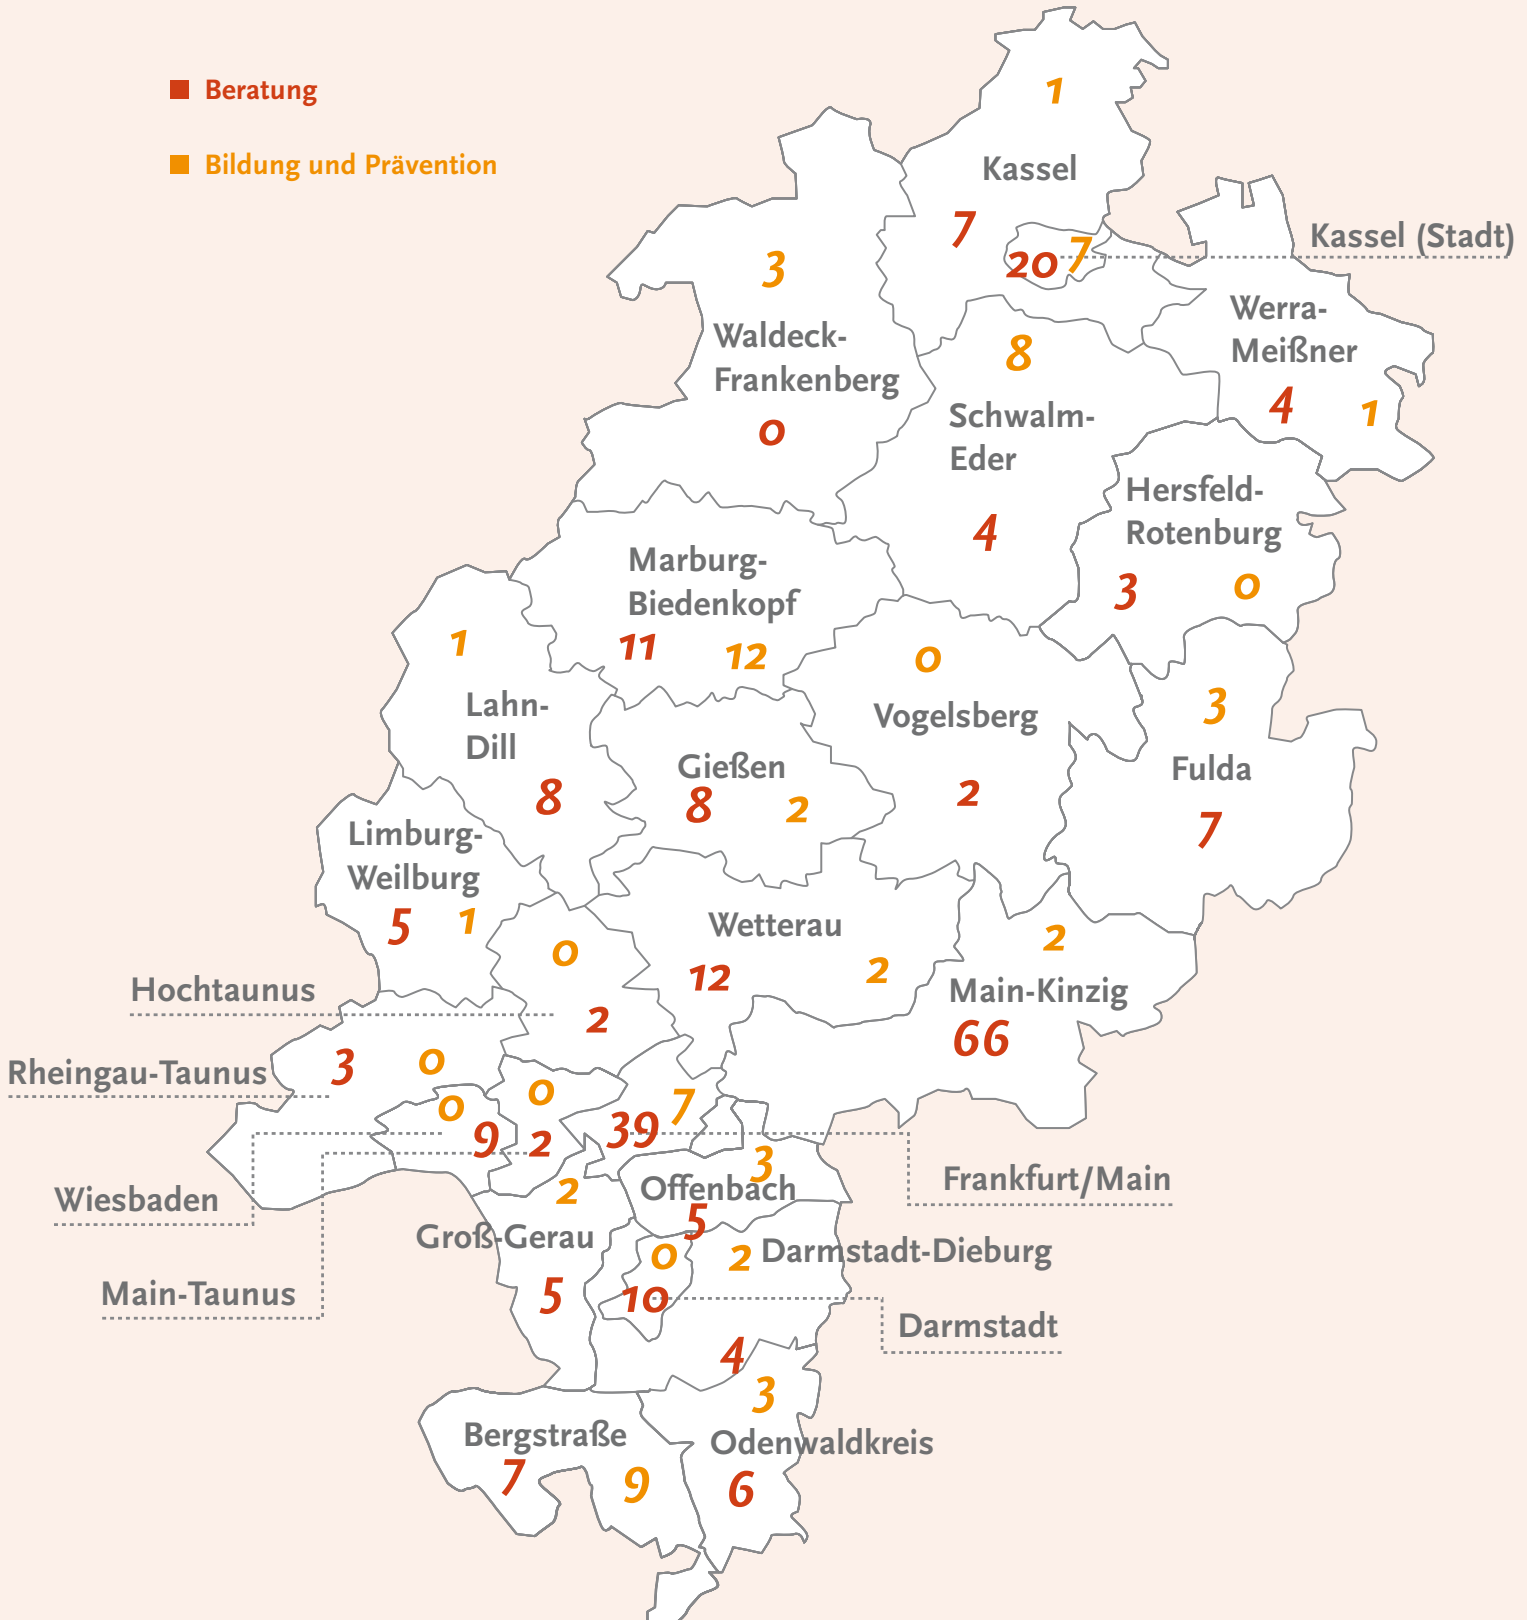 Beratung
Bildung und Prävention
1
Kassel
7
20 7
Kassel (Stadt)
3
Waldeck-
Frankenberg
0
Werra-
Meißner
4 1
8
Schwalm-
Eder
4
Hersfeld-
Rotenburg
3 0
Marburg-
Biedenkopf
11 12
1
Lahn-
Dill
8
0
Vogelsberg
2
3
Fulda
7
Gießen
8 2
Limburg-
Weilburg
5 1
Wetterau
12 2
2
Main-Kinzig
66
0
Hochtaunus
2
Rheingau-Taunus
3 0
0
9
Wiesbaden
0
2
Main-Taunus
39 7
Frankfurt/Main
3
Offenbach
5
2
Groß-Gerau
5
2 Darmstadt-Dieburg
4
0
10
Darmstadt
3
Odenwaldkreis
6
Bergstraße
7 9